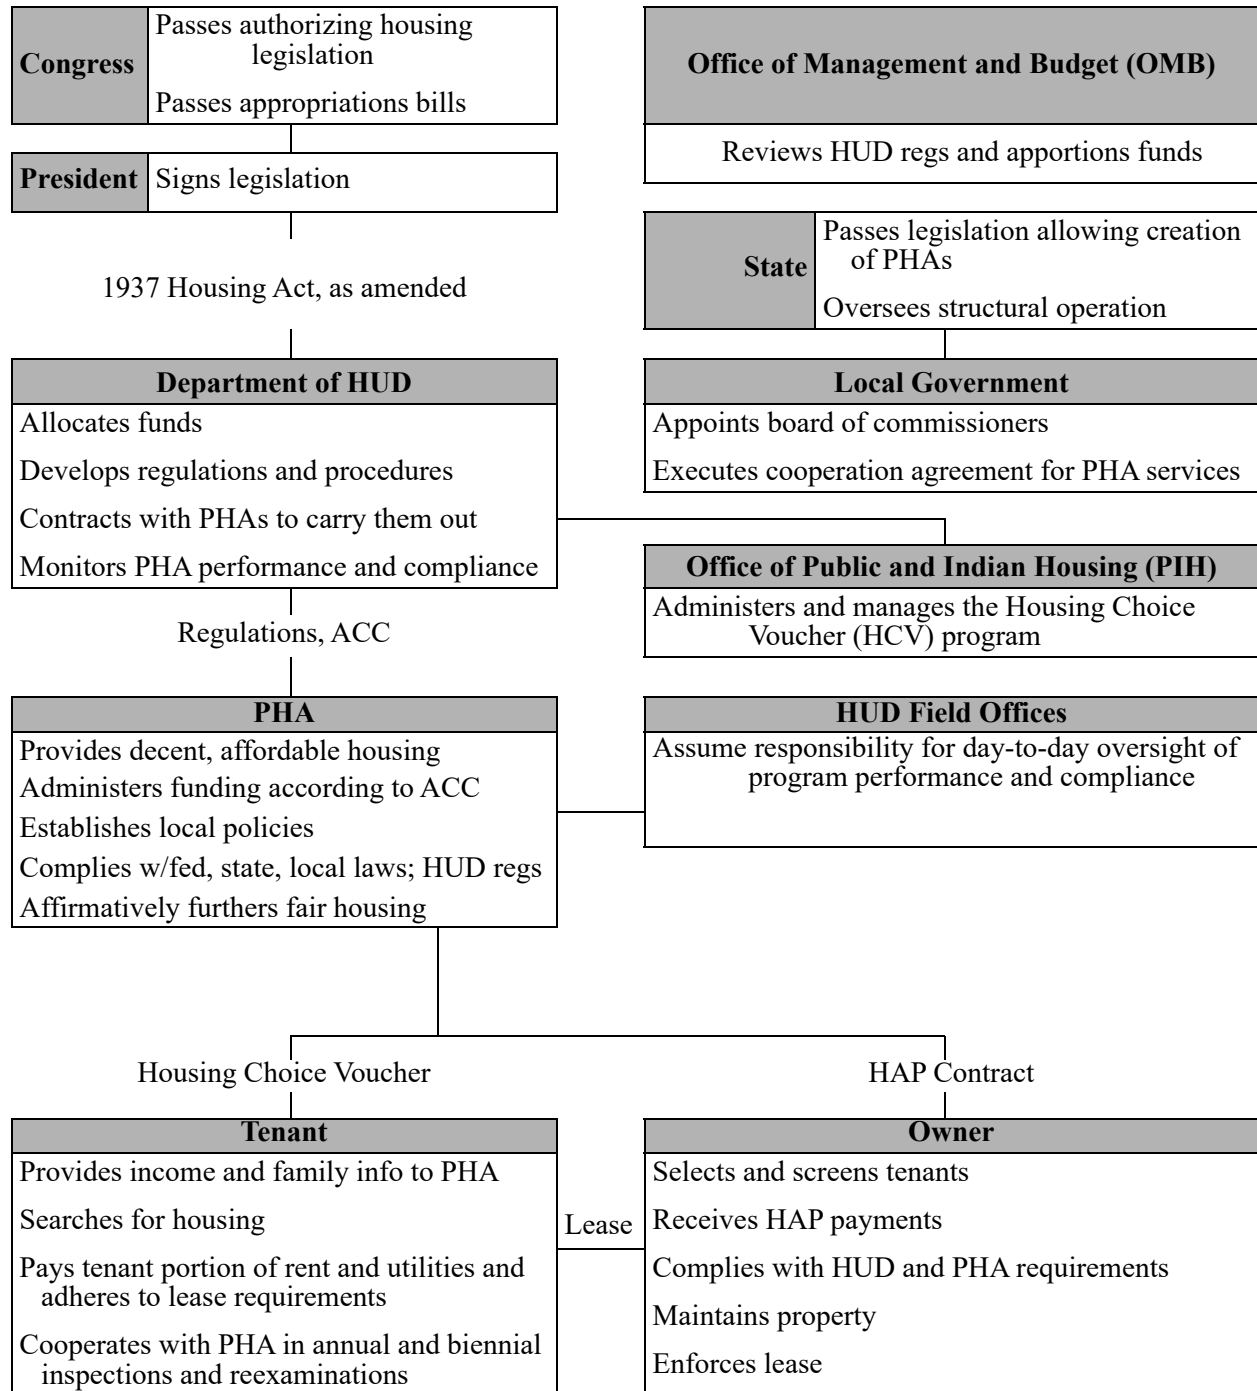 Congress
Passes authorizing housing
legislation
Passes appropriations bills
President
Signs legislation
1937 Housing Act, as amended
Office of Management and Budget (OMB)
Reviews HUD regs and apportions funds
State
Passes legislation allowing creation
of PHAs
Oversees structural operation
Department of HUD
Allocates funds
Develops regulations and procedures
Contracts with PHAs to carry them out
Monitors PHA performance and compliance
Local Government
Appoints board of commissioners
Executes cooperation agreement for PHA services
Office of Public and Indian Housing (PIH)
Administers and manages the Housing Choice
Voucher (HCV) program
Regulations, ACC
PHA
Provides decent, affordable housing
Administers funding according to ACC
Establishes local policies
Complies w/fed, state, local laws; HUD regs
Affirmatively furthers fair housing
HUD Field Offices
Assume responsibility for day-to-day oversight of
program performance and compliance
Housing Choice Voucher
HAP Contract
Tenant
Provides income and family info to PHA
Searches for housing
Pays tenant portion of rent and utilities and
adheres to lease requirements
Cooperates with PHA in annual and biennial
inspections and reexaminations
Lease
Owner
Selects and screens tenants
Receives HAP payments
Complies with HUD and PHA requirements
Maintains property
Enforces lease